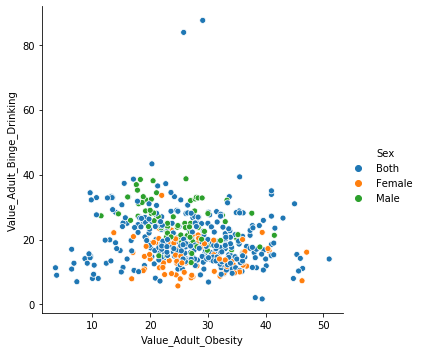 80
60
40
20
0
Value_Adult_Binge_Drinking
10 20 30 40 50
Value_Adult_Obesity
Sex
Both
Female
Male